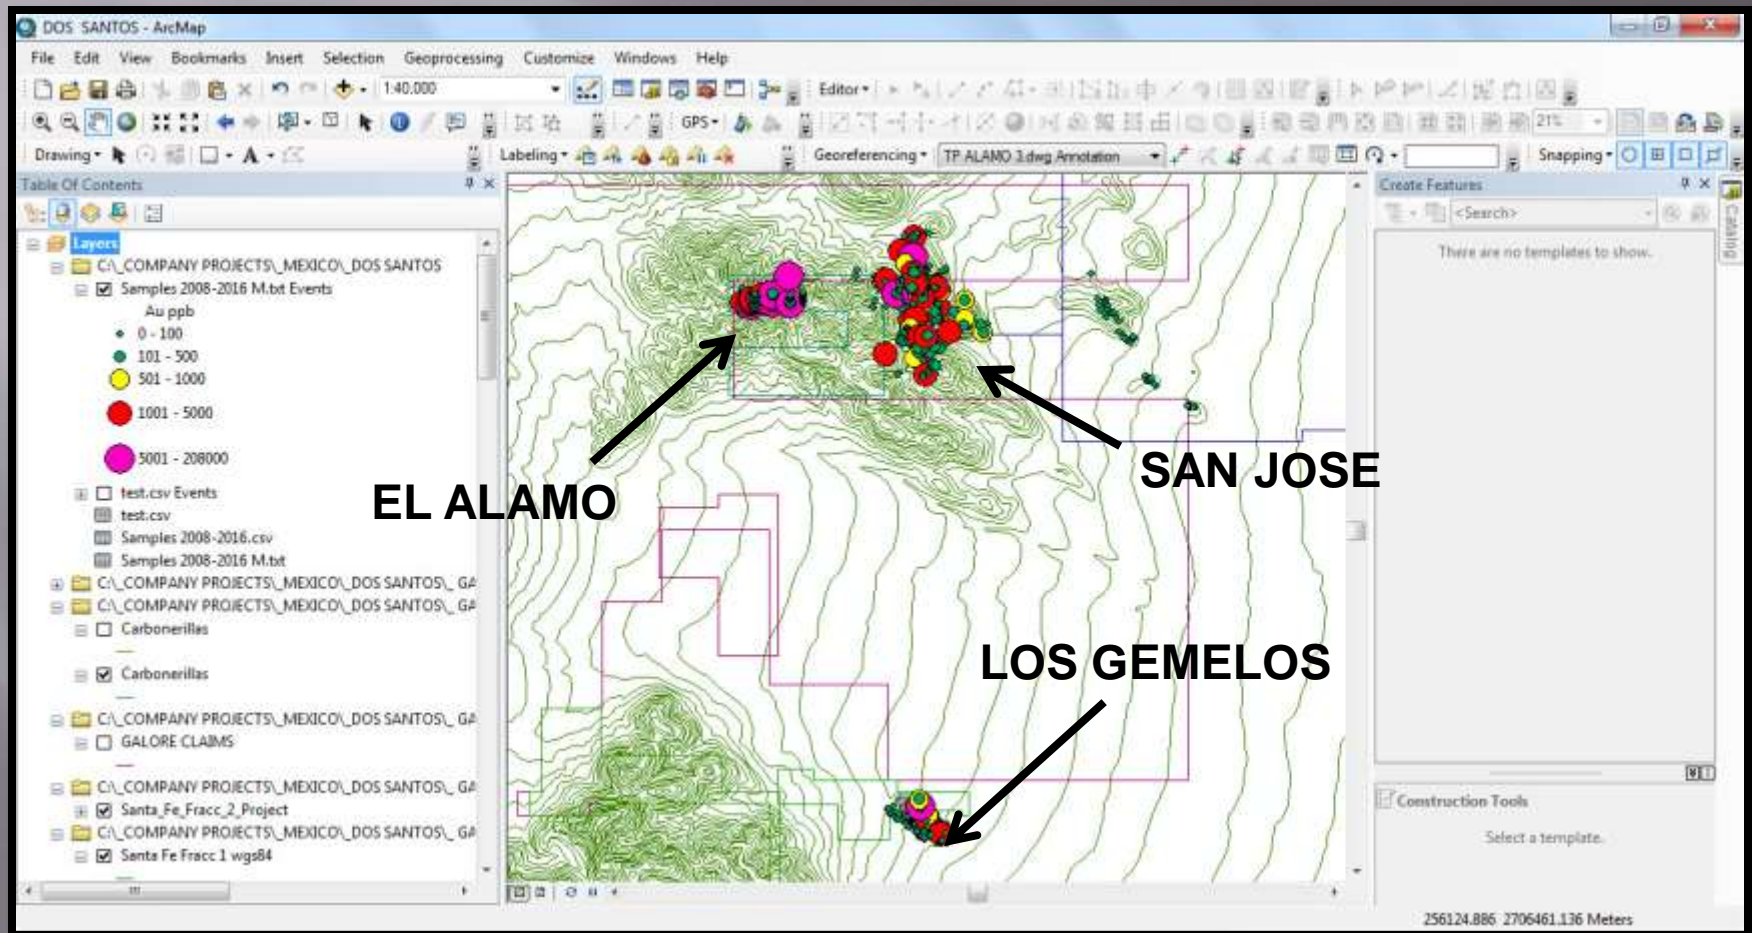 DOS SANTOS - ArcMap
File Edit View Bookmarks Insert Selection Geoprocessing Customize Windows Help
1:40.000
Editor
GPS
21%
Drawing
A
Labeling
Georeferencing
TP ALAMO 3.dwg Annotation
Snapping
Table Of Contents
Create Features
<Search>
There are no templates to show.
Catalog
Layers
C:\_COMPANY PROJECTS\_MEXICO\_DOS SANTOS
Samples 2008-2016 M.txt Events
Au ppb
0 - 100
101 - 500
501 - 1000
1001 - 5000
5001 - 208000
test.csv Events
test.csv
Samples 2008-2016.csv
Samples 2008-2016 M.txt
C:\_COMPANY PROJECTS\_MEXICO\_DOS SANTOS\_ GA
C:\_COMPANY PROJECTS\_MEXICO\_DOS SANTOS\_ GA
Carbonerillas
Carbonerillas
C:\_COMPANY PROJECTS\_MEXICO\_DOS SANTOS\_ GA
GALORE CLAIMS
C:\_COMPANY PROJECTS\_MEXICO\_DOS SANTOS\_ GA
Santa_Fe_Fracc_2_Project
C:\_COMPANY PROJECTS\_MEXICO\_DOS SANTOS\_ GA
Santa Fe Fracc 1 wgs84
EL ALAMO
SAN JOSE
LOS GEMELOS
Construction Tools
Select a template.
256124.886 2706461.136 Meters